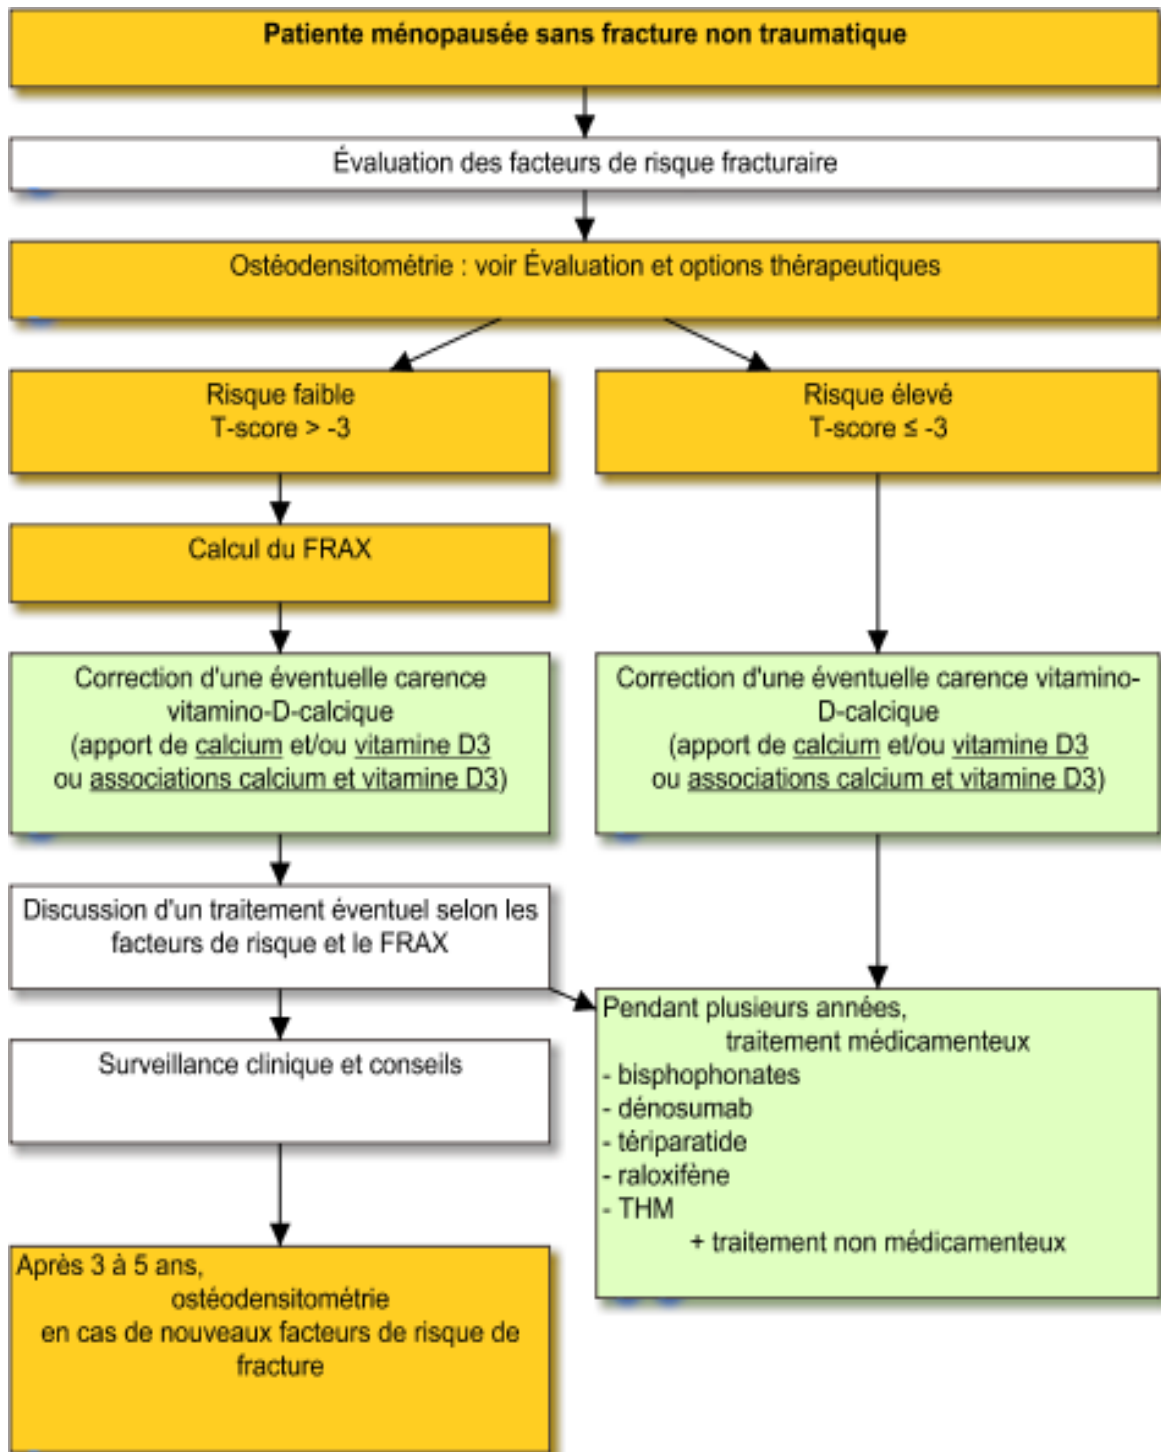 Patiente ménopausée sans fracture non traumatique
Évaluation des facteurs de risque fracturaire
Ostéodensitométrie : voir Évaluation et options thérapeutiques
Risque faible
T-score > -3
Risque élevé
T-score ≤ -3
Calcul du FRAX
Correction d'une éventuelle carence
vitamino-D-calcique
(apport de calcium et/ou vitamine D3
ou associations calcium et vitamine D3)
Correction d'une éventuelle carence vitamino-
D-calcique
(apport de calcium et/ou vitamine D3
ou associations calcium et vitamine D3)
Discussion d'un traitement éventuel selon les
facteurs de risque et le FRAX
Surveillance clinique et conseils
Pendant plusieurs années,
traitement médicamenteux
- bisphophonates
- dénosumab
- tériparatide
- raloxifène
- THM
+ traitement non médicamenteux
Après 3 à 5 ans,
ostéodensitométrie
en cas de nouveaux facteurs de risque de
fracture